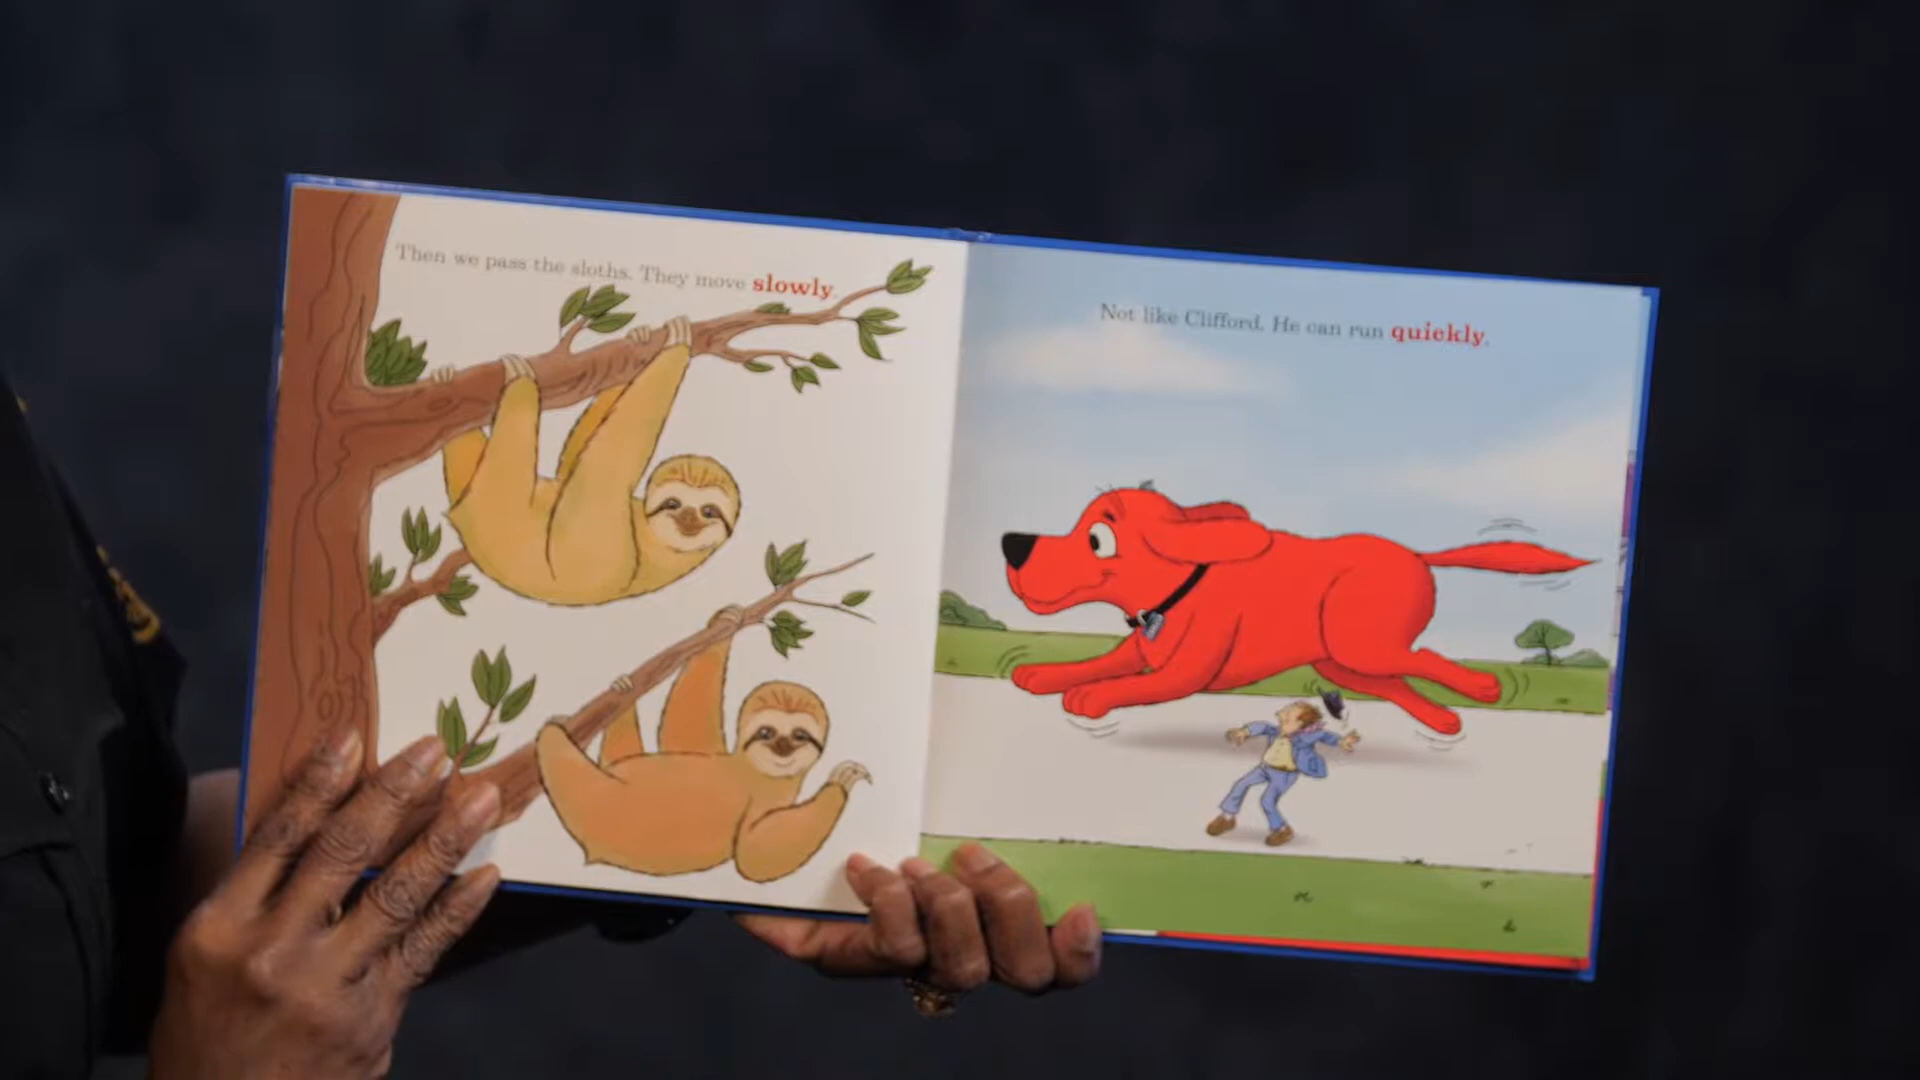 Then we pass the sloths. They move slowly.
Not like Clifford. He can run quickly.